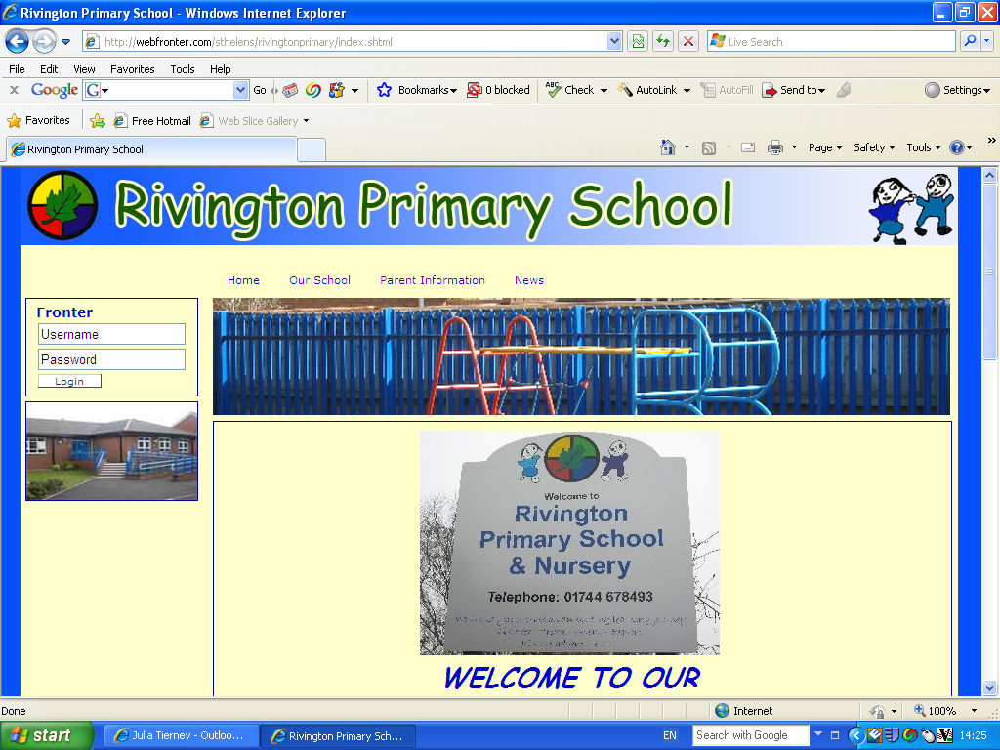 Rivington Primary School - Windows Internet Explorer
http://webfronter.com/sthelens/rivingtonprimary/index.shtml
Live Search
File Edit View Favorites Tools Help
x Google G Go Bookmarks 0 blocked ABC Check AutoLink AutoFill Send to Settings
Favorites Free Hotmail Web Slice Gallery
Rivington Primary School
Page Safety Tools »
Rivington Primary School
Home Our School Parent Information News
Fronter
Username
Password
Login
Welcome to
Rivington
Primary School
& Nursery
Telephone: 01744 678493
WELCOME TO OUR
Done Internet 100%
start Julia Tierney - Outloo... Rivington Primary Sch... EN Search with Google 14:25